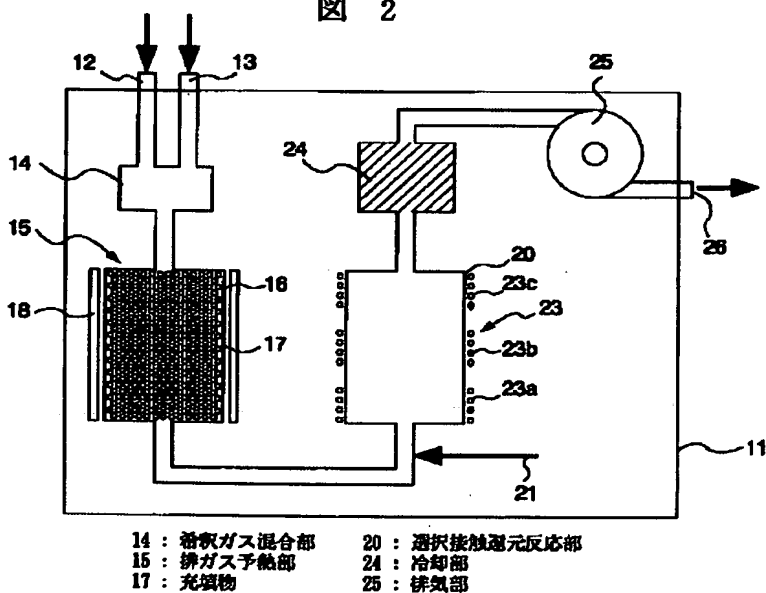 図 2
12
13
25
14
24
26
15
20
16
23c
18
23
17
23b
23a
11
21
14 : 希釈ガス混合部
15 : 排ガス予熱部
17 : 充填物
20 : 選択接触還元反応部
24 : 冷却部
25 : 排気部